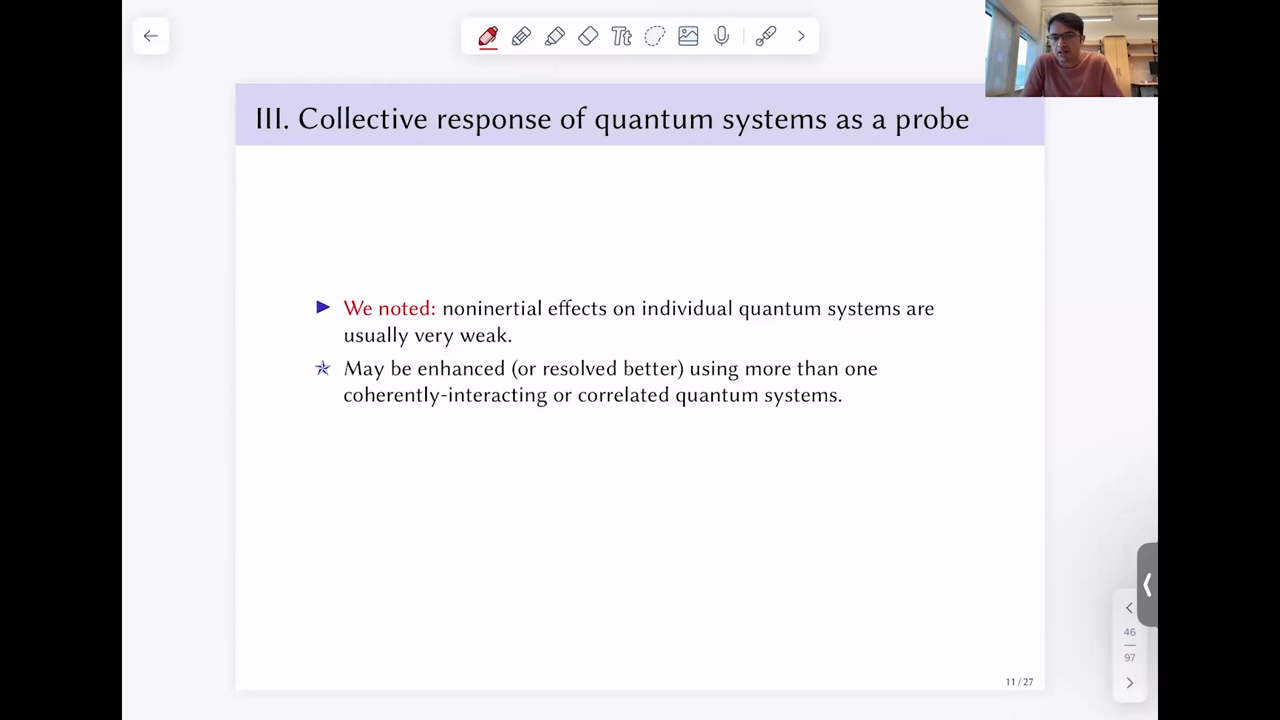 Tt
III. Collective response of quantum systems as a probe
We noted: noninertial effects on individual quantum systems are
usually very weak.
May be enhanced (or resolved better) using more than one
coherently-interacting or correlated quantum systems.
46
97
11 / 27